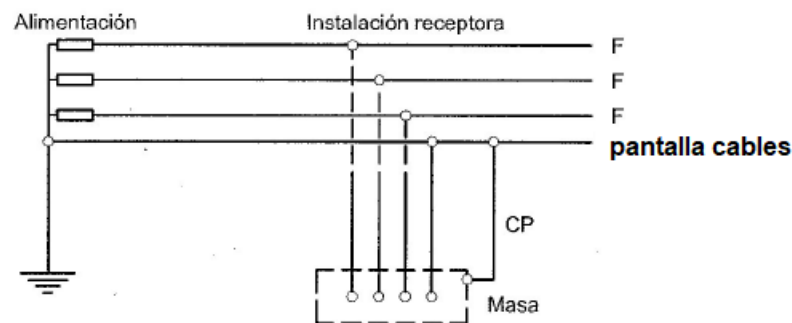 Alimentación
Instalación receptora
F
F
F
pantalla cables
CP
Masa